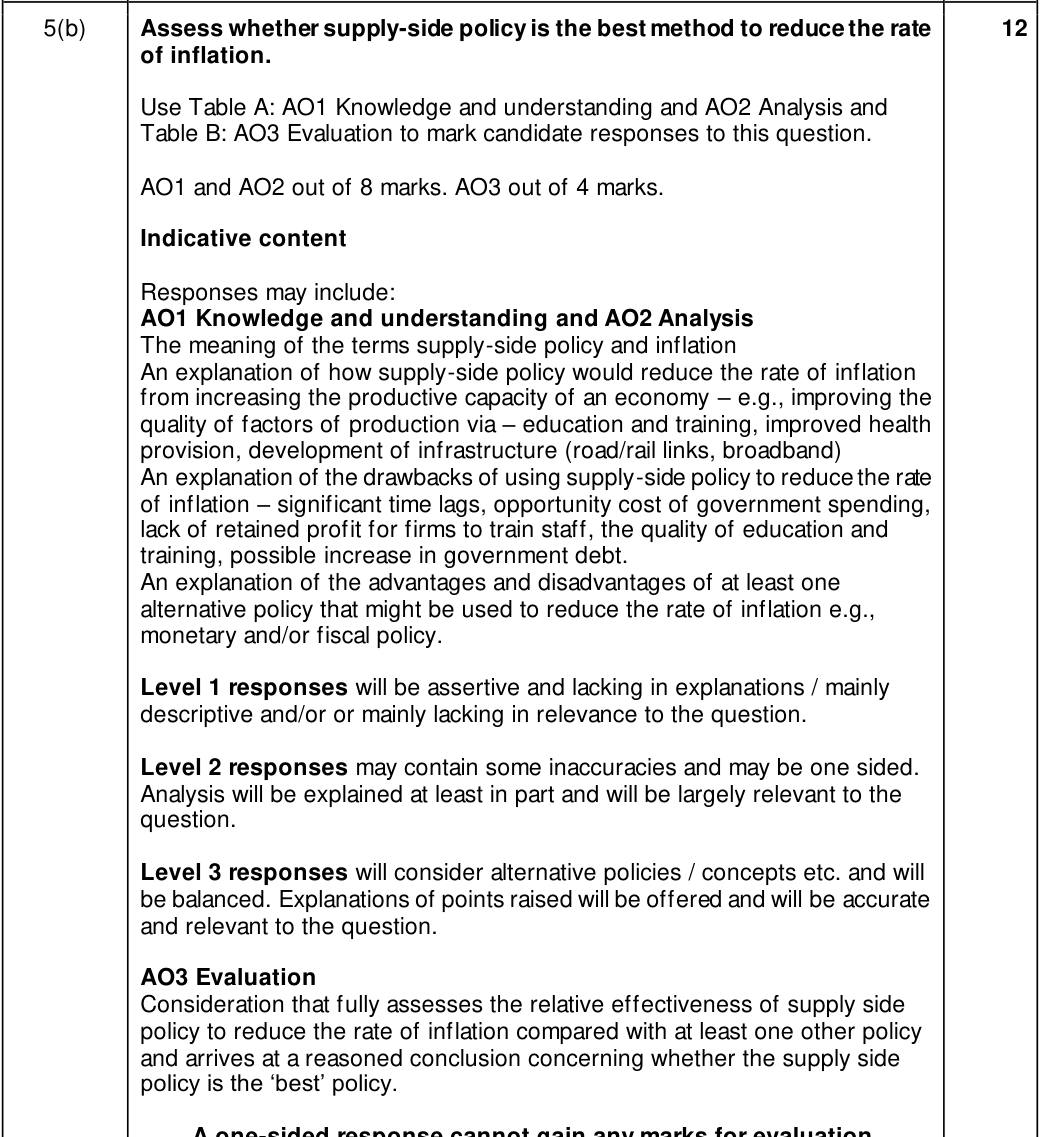 5(b) Assess whether supply-side policy is the best method to reduce the rate 12
of inflation.
Use Table A: AO1 Knowledge and understanding and AO2 Analysis and
Table B: AO3 Evaluation to mark candidate responses to this question.
AO1 and AO2 out of 8 marks. AO3 out of 4 marks.
Indicative content
Responses may include:
AO1 Knowledge and understanding and AO2 Analysis
The meaning of the terms supply-side policy and inflation
An explanation of how supply-side policy would reduce the rate of inflation
from increasing the productive capacity of an economy – e.g., improving the
quality of factors of production via – education and training, improved health
provision, development of infrastructure (road/rail links, broadband)
An explanation of the drawbacks of using supply-side policy to reduce the rate
of inflation – significant time lags, opportunity cost of government spending,
lack of retained profit for firms to train staff, the quality of education and
training, possible increase in government debt.
An explanation of the advantages and disadvantages of at least one
alternative policy that might be used to reduce the rate of inflation e.g.,
monetary and/or fiscal policy.
Level 1 responses will be assertive and lacking in explanations / mainly
descriptive and/or or mainly lacking in relevance to the question.
Level 2 responses may contain some inaccuracies and may be one sided.
Analysis will be explained at least in part and will be largely relevant to the
question.
Level 3 responses will consider alternative policies / concepts etc. and will
be balanced. Explanations of points raised will be offered and will be accurate
and relevant to the question.
AO3 Evaluation
Consideration that fully assesses the relative effectiveness of supply side
policy to reduce the rate of inflation compared with at least one other policy
and arrives at a reasoned conclusion concerning whether the supply side
policy is the ‘best’ policy.
A one-sided response cannot gain any marks for evaluation